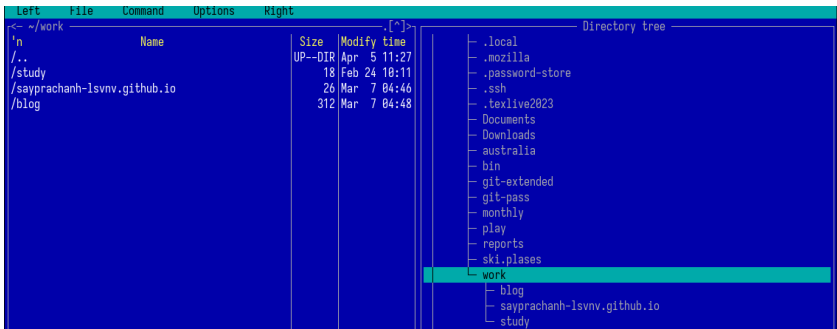 Left File Command Options Right
<- ~/work .[^]>
'n Name Size Modify time
/.. UP--DIR Apr 5 11:27
/study 18 Feb 24 10:11
/sayprachanh-lsvnv.github.io 26 Mar 7 04:46
/blog 312 Mar 7 04:48
Directory tree
.local
.mozilla
.password-store
.ssh
.texlive2023
Documents
Downloads
australia
bin
git-extended
git-pass
monthly
play
reports
ski.plases
work
blog
sayprachanh-lsvnv.github.io
study